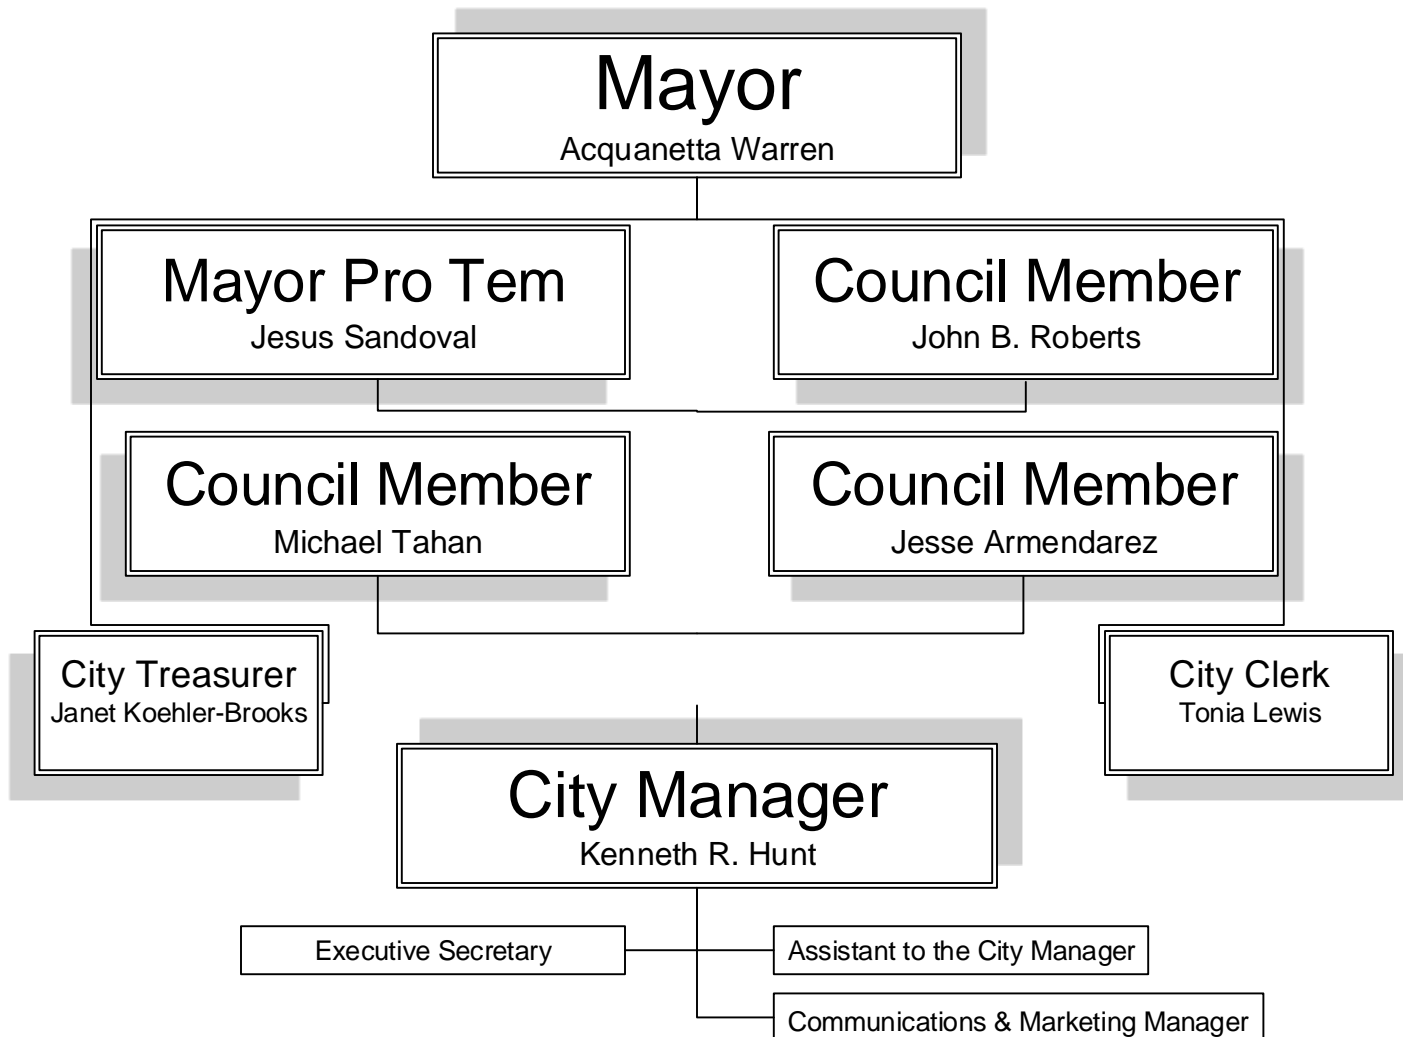 Mayor
Acquanetta Warren
Mayor Pro Tem
Jesus Sandoval
Council Member
John B. Roberts
Council Member
Michael Tahan
Council Member
Jesse Armendarez
City Treasurer
Janet Koehler-Brooks
City Clerk
Tonia Lewis
City Manager
Kenneth R. Hunt
Executive Secretary
Assistant to the City Manager
Communications & Marketing Manager